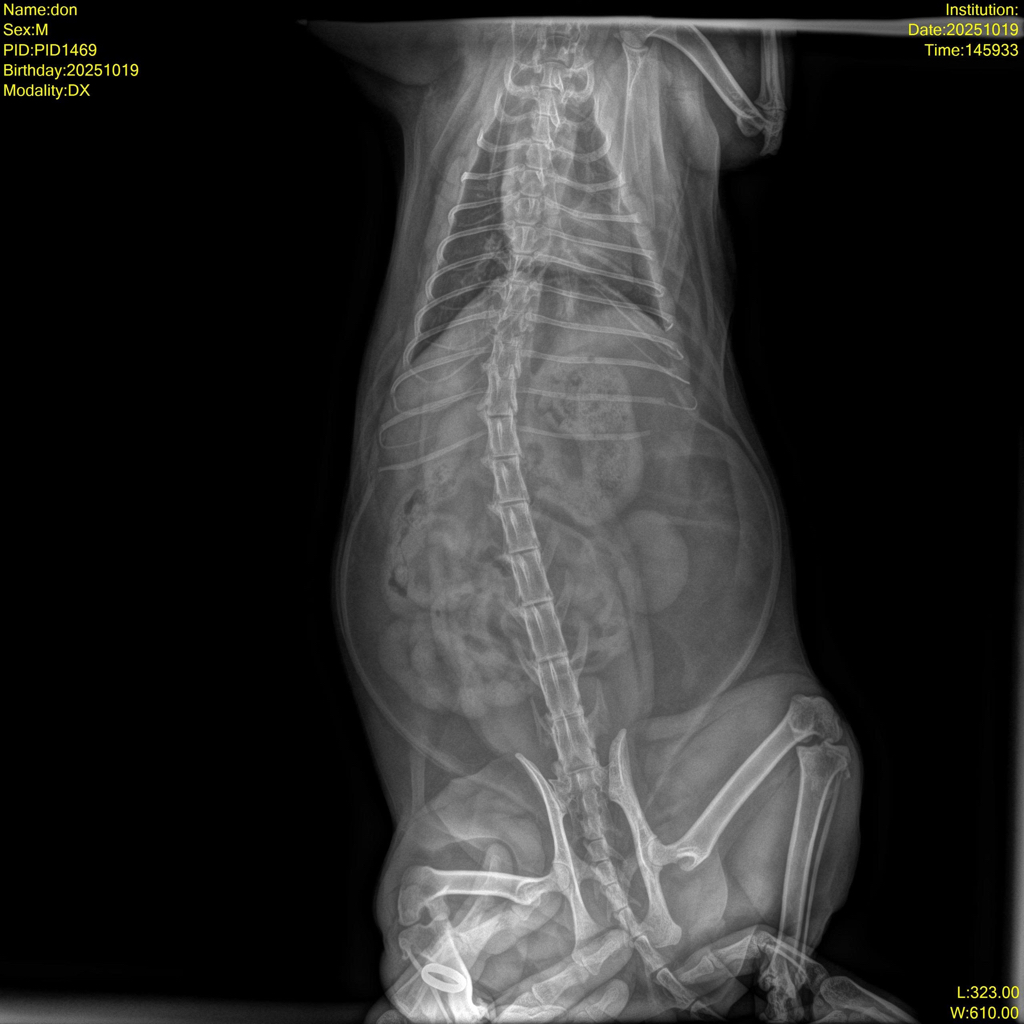 Name:don
Sex:M
PID:PID1469
Birthday:20251019
Modality:DX
Institution:
Date:20251019
Time:145933
L:323.00
W:610.00